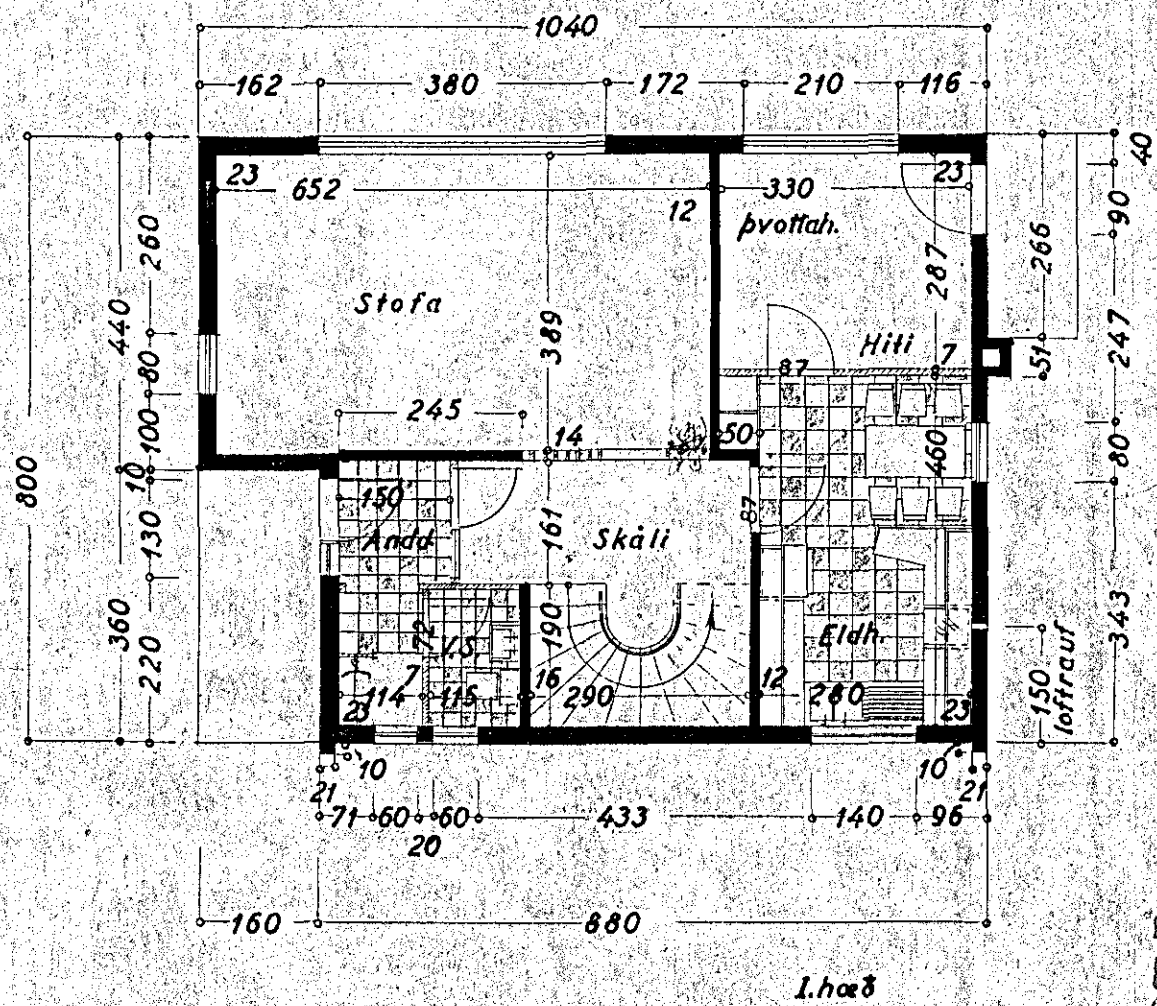 1040
162 380 172 210 116
40
23 652 12 330 23
þvottah.
260 90
266
287
440
Stofa 389 Hiti 247
80 87 7 51
245
100 14 50 460 80
800
10 150 161 87
Andd. Skáli
130
360 190 343
72 V.S. Eldh.
220
7 16 12 150 loftrauf
114 115 290 280
23 23
10 10
21 21
71 60 60 433 140 96
20
160 880
I.hæð